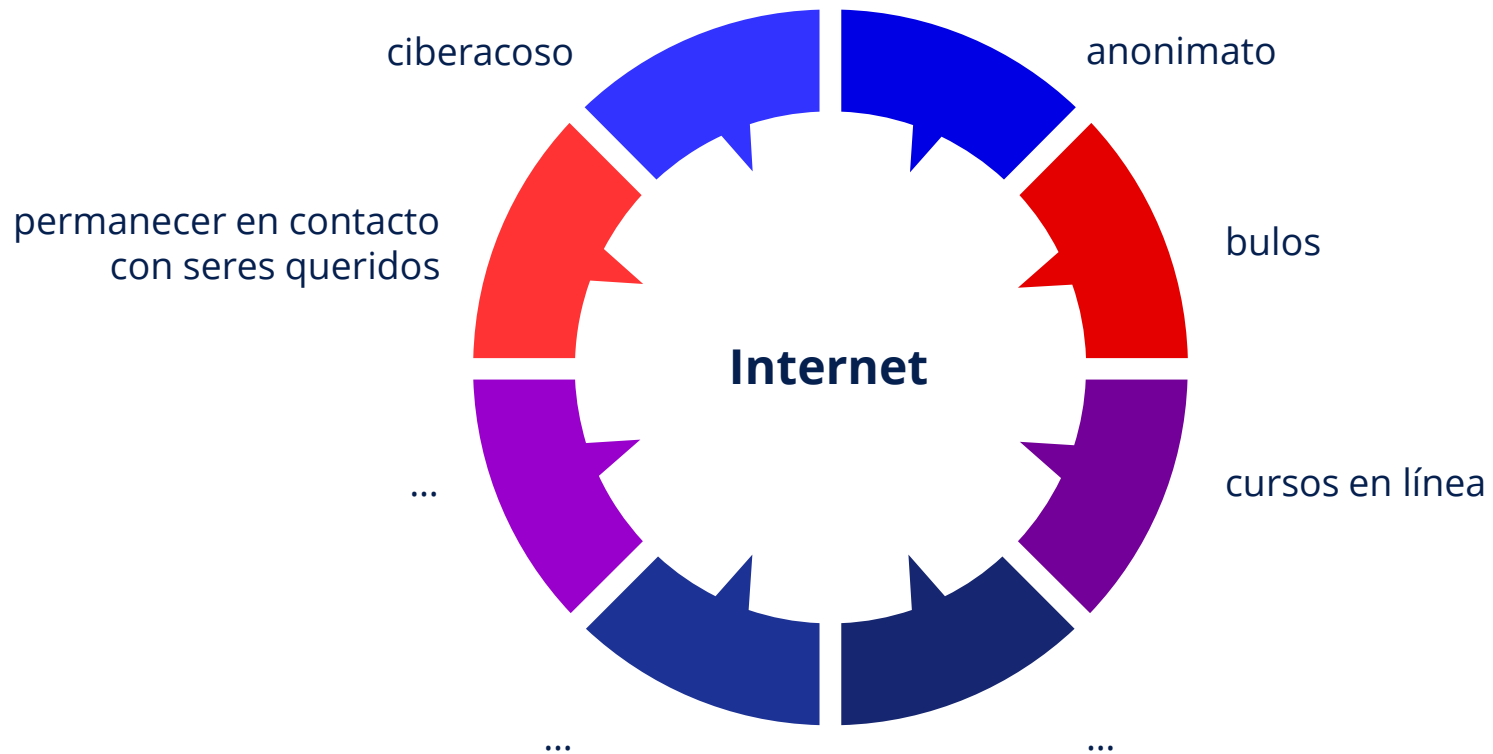 ciberacoso
anonimato
permanecer en contacto
con seres queridos
bulos
Internet
...
cursos en línea
...
...